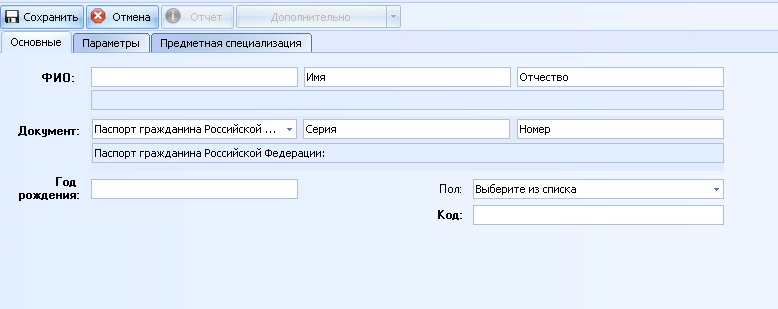 Сохранить Отмена Отчет Дополнительно
Основные Параметры Предметная специализация
ФИО: Имя Отчество
Документ: Паспорт гражданина Российской ... Серия Номер
Паспорт гражданина Российской Федерации:
Год
рождения: Пол: Выберите из списка
Код: